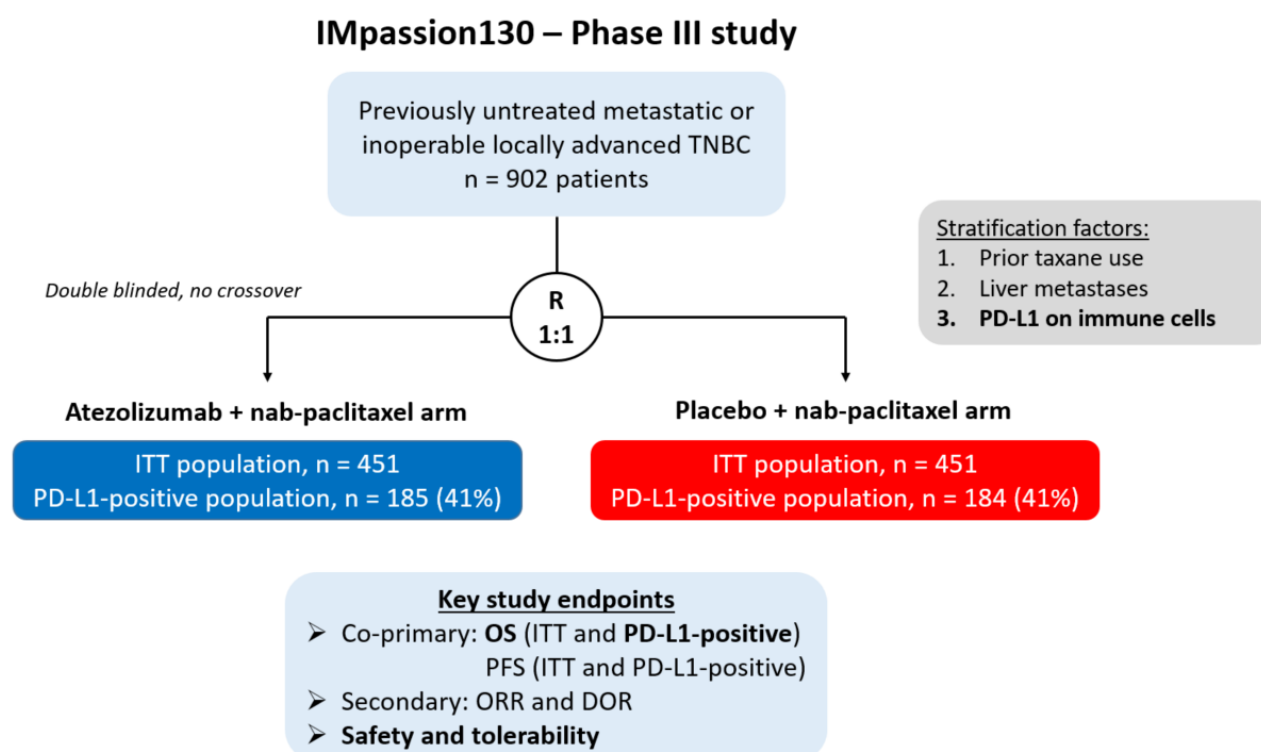 IMpassion130 – Phase III study
Previously untreated metastatic or
inoperable locally advanced TNBC
n = 902 patients
Stratification factors:
1. Prior taxane use
2. Liver metastases
3. PD-L1 on immune cells
Double blinded, no crossover
R
1:1
Atezolizumab + nab-paclitaxel arm
Placebo + nab-paclitaxel arm
ITT population, n = 451
PD-L1-positive population, n = 185 (41%)
ITT population, n = 451
PD-L1-positive population, n = 184 (41%)
Key study endpoints
➢ Co-primary: OS (ITT and PD-L1-positive)
PFS (ITT and PD-L1-positive)
➢ Secondary: ORR and DOR
➢ Safety and tolerability